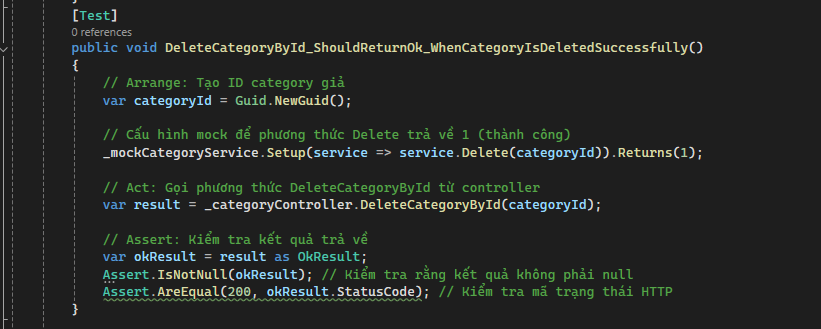 [Test]
0 references
public void DeleteCategoryById_ShouldReturnOk_WhenCategoryIsDeletedSuccessfully()
{
// Arrange: Tạo ID category giả
var categoryId = Guid.NewGuid();
// Cấu hình mock để phương thức Delete trả về 1 (thành công)
_mockCategoryService.Setup(service => service.Delete(categoryId)).Returns(1);
// Act: Gọi phương thức DeleteCategoryById từ controller
var result = _categoryController.DeleteCategoryById(categoryId);
// Assert: Kiểm tra kết quả trả về
var okResult = result as OkResult;
Assert.IsNotNull(okResult); // Kiểm tra rằng kết quả không phải null
Assert.AreEqual(200, okResult.StatusCode); // Kiểm tra mã trạng thái HTTP
}